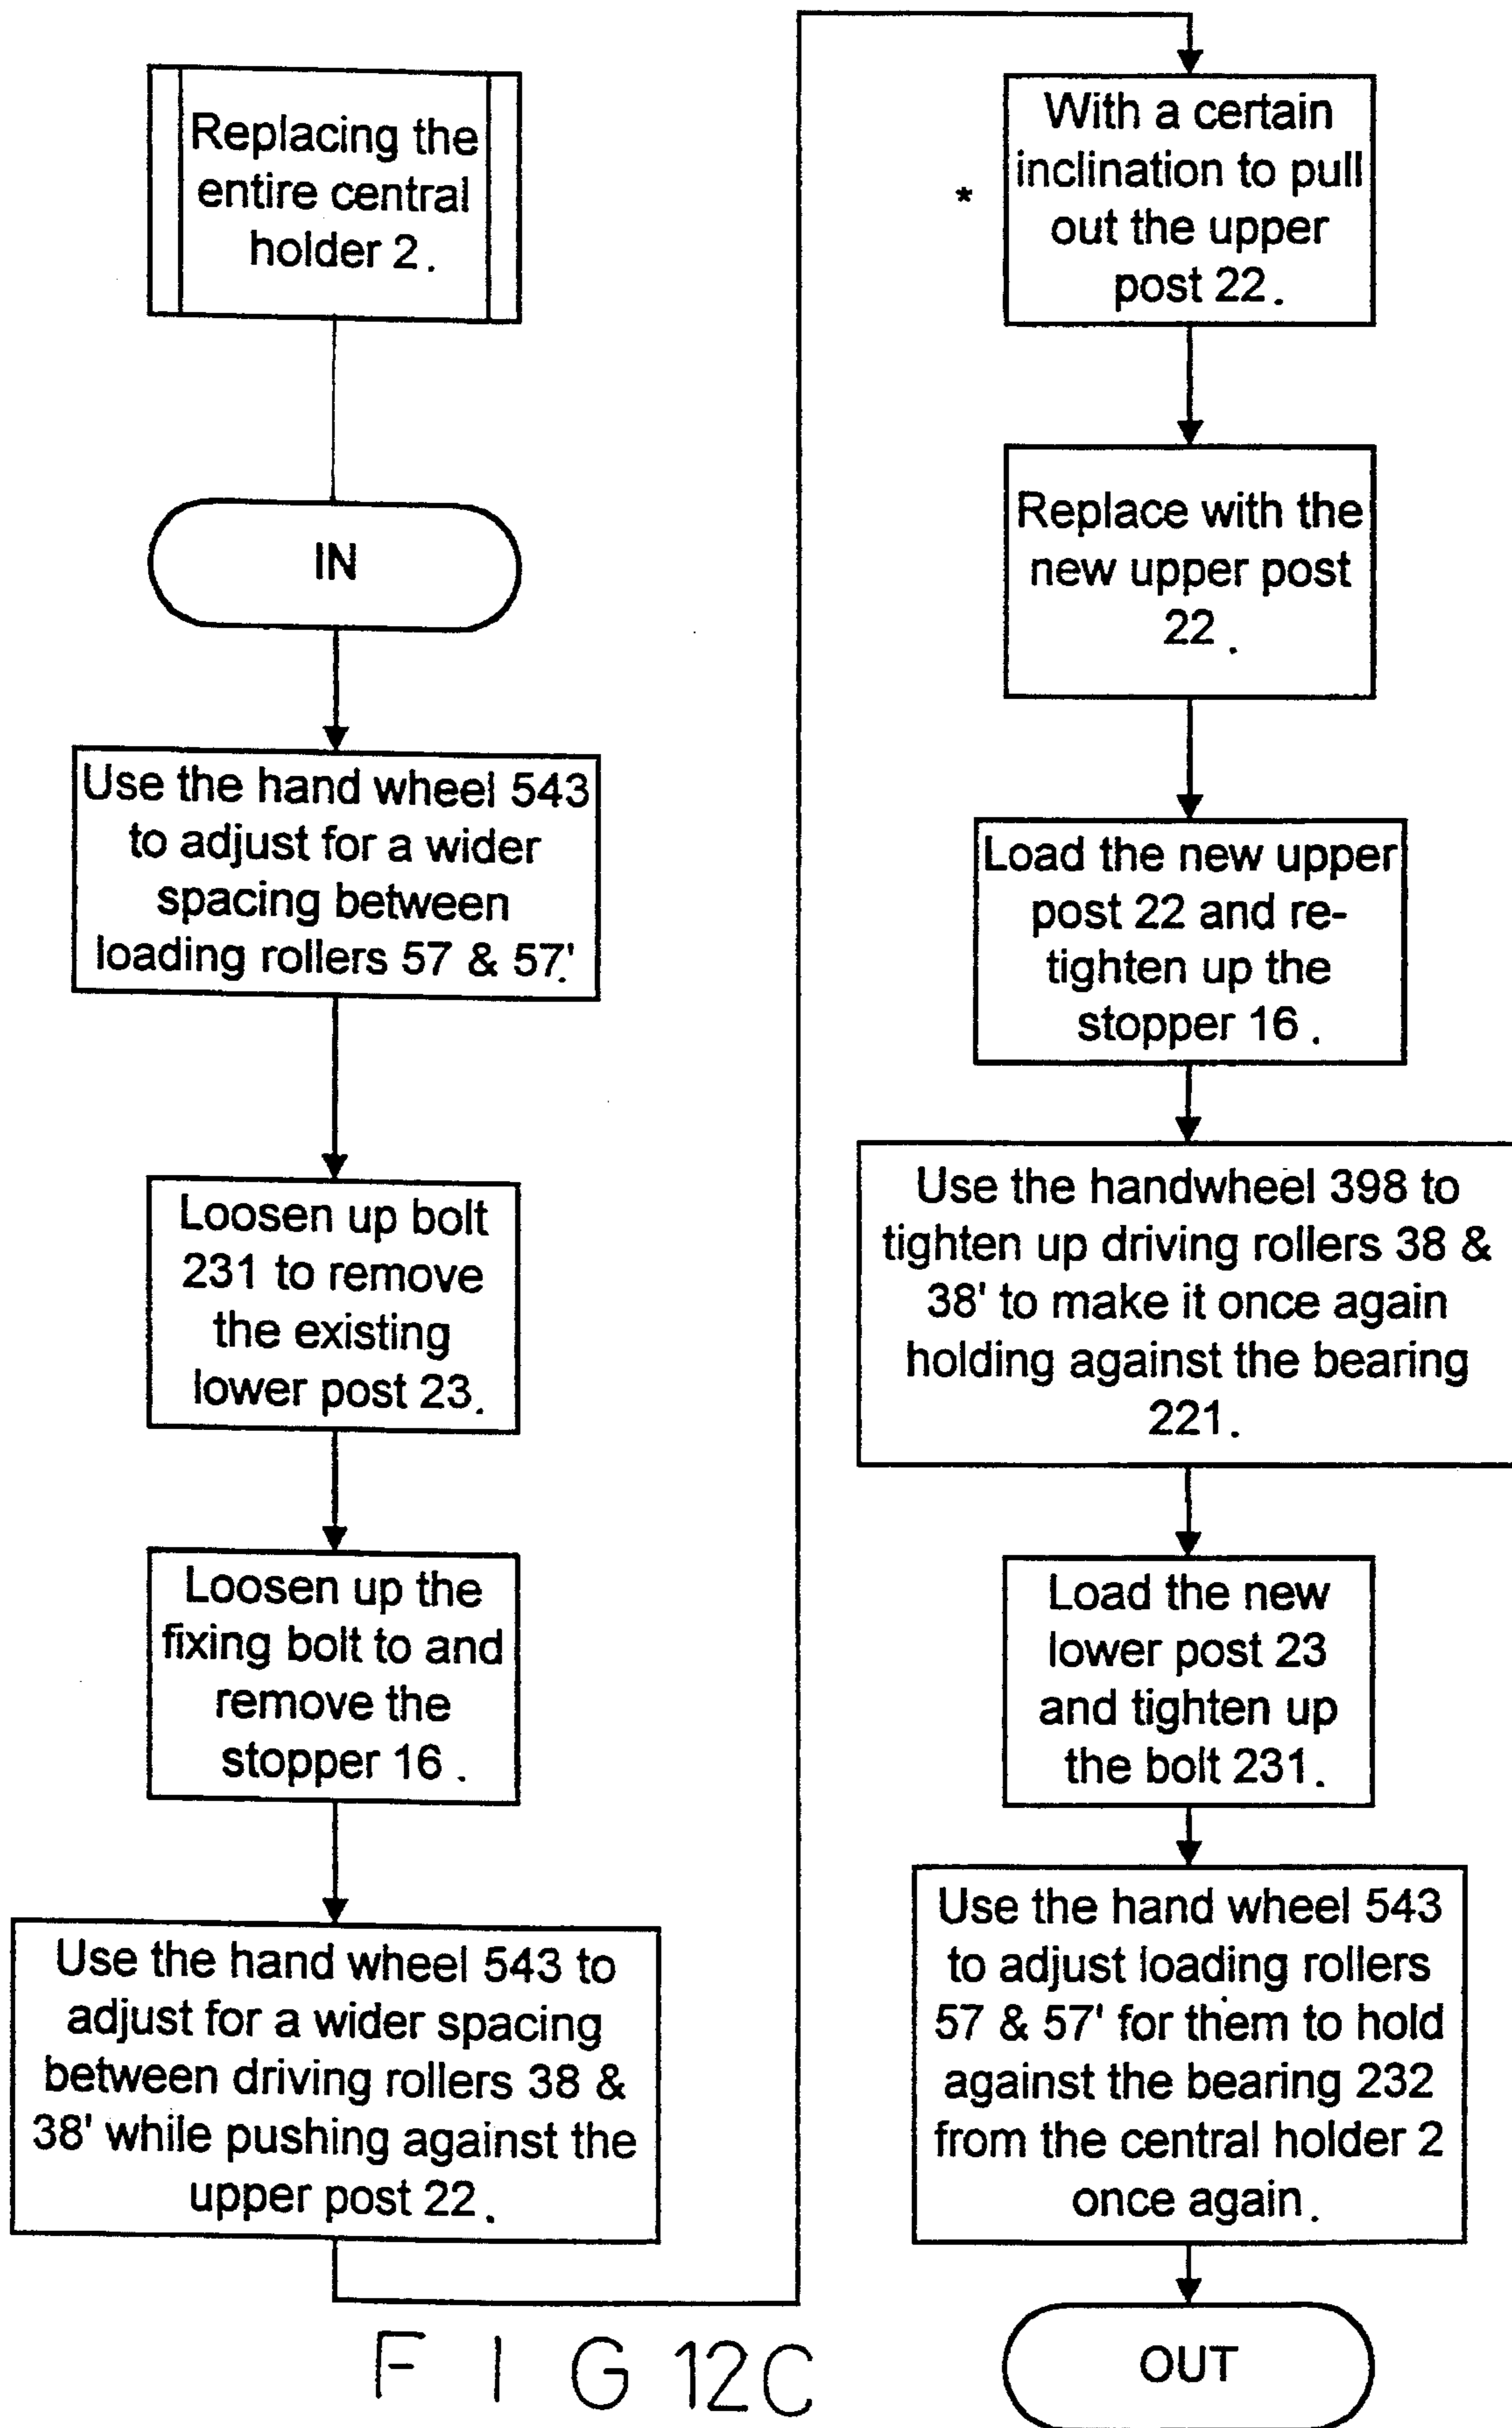 Replacing the
entire central
holder 2.
IN
Use the hand wheel 543
to adjust for a wider
spacing between
loading rollers 57 & 57'.
Loosen up bolt
231 to remove
the existing
lower post 23.
Loosen up the
fixing bolt to and
remove the
stopper 16 .
Use the hand wheel 543 to
adjust for a wider spacing
between driving rollers 38 &
38' while pushing against the
upper post 22 .
*
With a certain
inclination to pull
out the upper
post 22 .
Replace with the
new upper post
22 .
Load the new upper
post 22 and re-
tighten up the
stopper 16 .
Use the handwheel 398 to
tighten up driving rollers 38 &
38' to make it once again
holding against the bearing
221.
Load the new
lower post 23
and tighten up
the bolt 231.
Use the hand wheel 543
to adjust loading rollers
57 & 57' for them to hold
against the bearing 232
from the central holder 2
once again .
OUT
FIG 12C